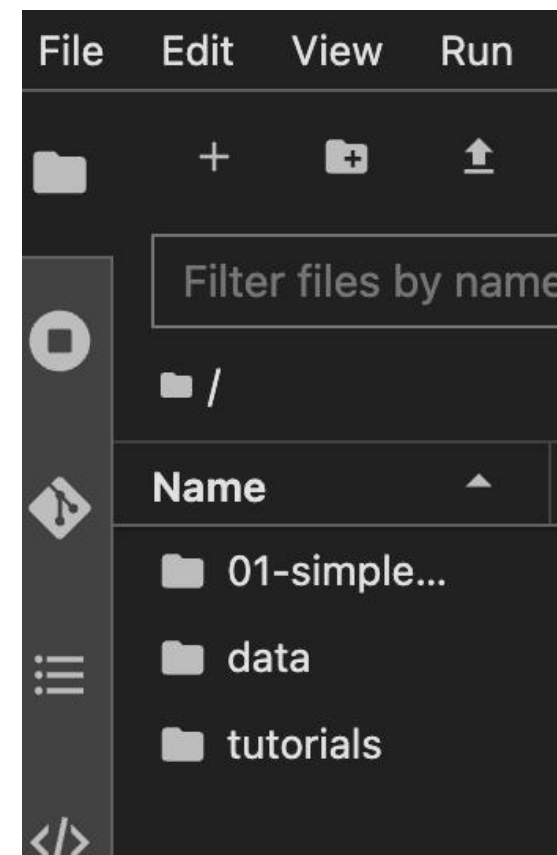 File Edit View Run
Filter files by name
/
Name
01-simple...
data
tutorials